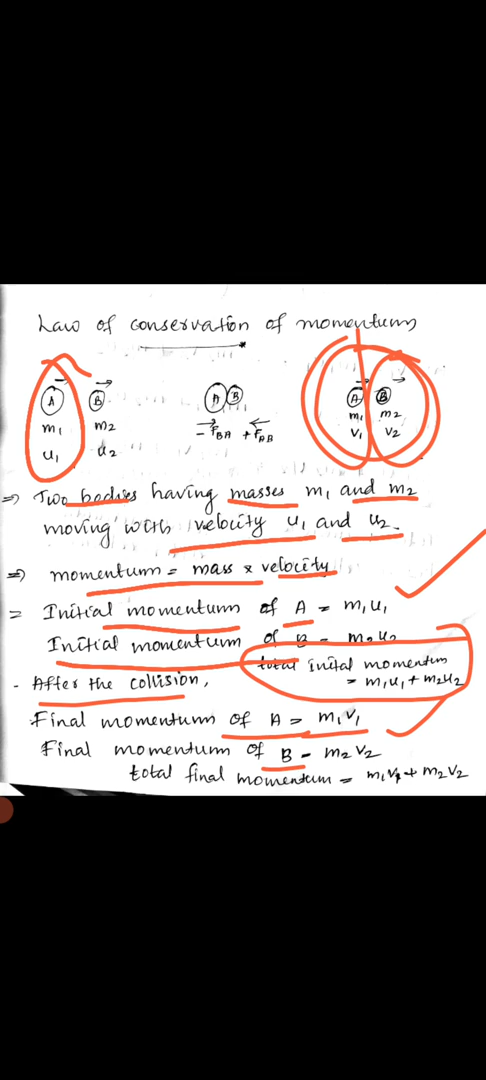 Law of conservation of momentum
A B A B A B
m1 m2 -FBA +FAB m1 m2
u1 u2 v1 v2
=> Two bodies having masses m1 and m2
moving with velocity u1 and u2.
=> momentum = mass × velocity
= Initial momentum of A = m1u1
Initial momentum of B = m2u2
total inital momentum
= m1u1 + m2u2
- After the collision,
Final momentum of A = m1v1
Final momentum of B - m2v2
total final momentum = m1v1 + m2v2